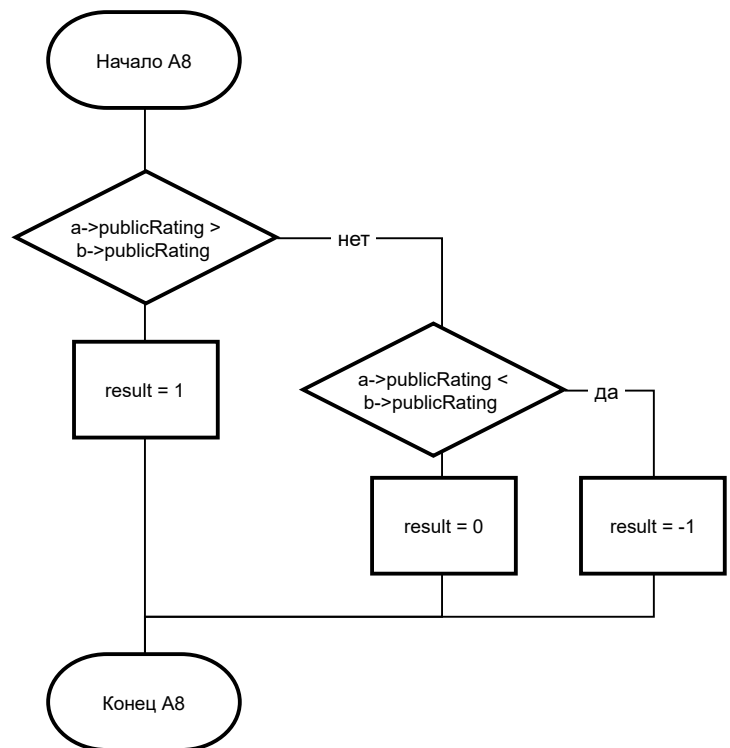 Начало А8
a->publicRating >
b->publicRating
нет
a->publicRating <
b->publicRating
да
result = 1
result = 0
result = -1
Конец А8